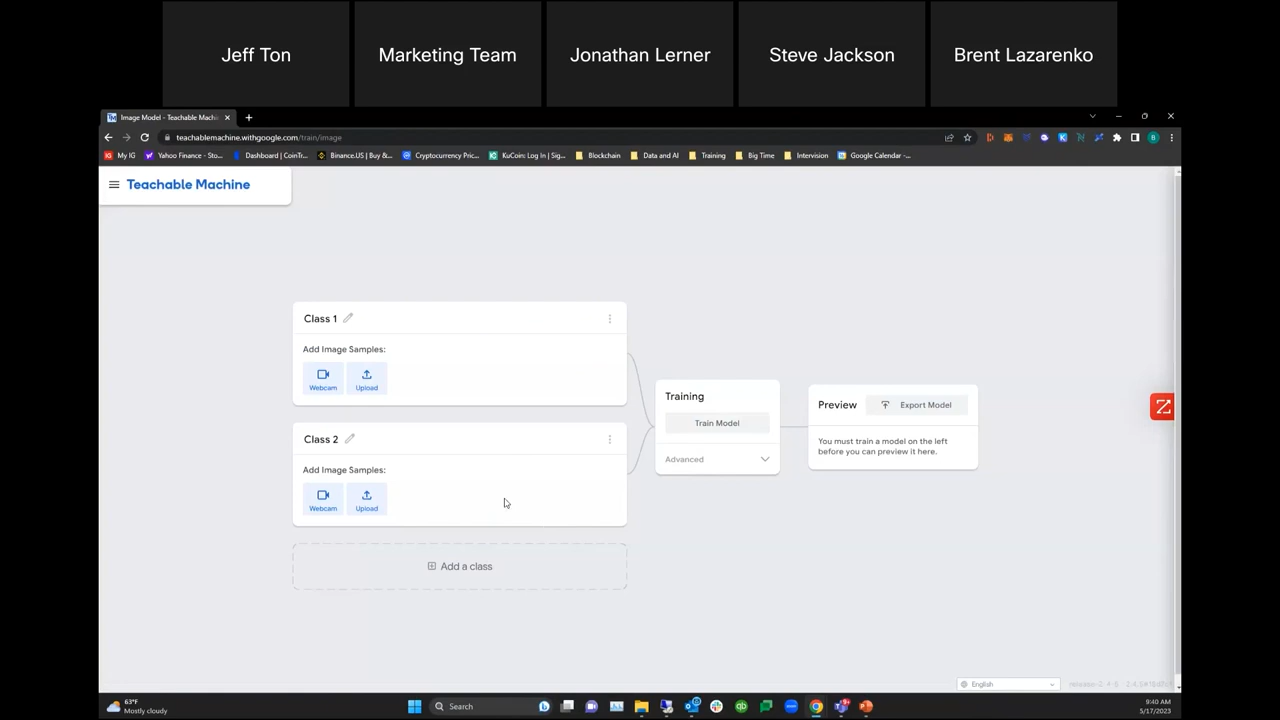 Jeff Ton
Marketing Team
Jonathan Lerner
Steve Jackson
Brent Lazarenko
Image Model - Teachable Machi
teachablemachine.withgoogle.com/train/image
My IG
Yahoo Finance - Sto...
Dashboard | CoinTr...
Binance.US | Buy &...
Cryptocurrency Pric...
KuCoin: Log In | Sig...
Blockchain
Data and AI
Training
Big Time
Intervision
Google Calendar -...
Teachable Machine
Class 1
Add Image Samples:
Webcam
Upload
Class 2
Add Image Samples:
Webcam
Upload
Add a class
Training
Train Model
Advanced
Preview
Export Model
You must train a model on the left
before you can preview it here.
English
63°F
Mostly cloudy
Search
9:40 AM
5/17/2023